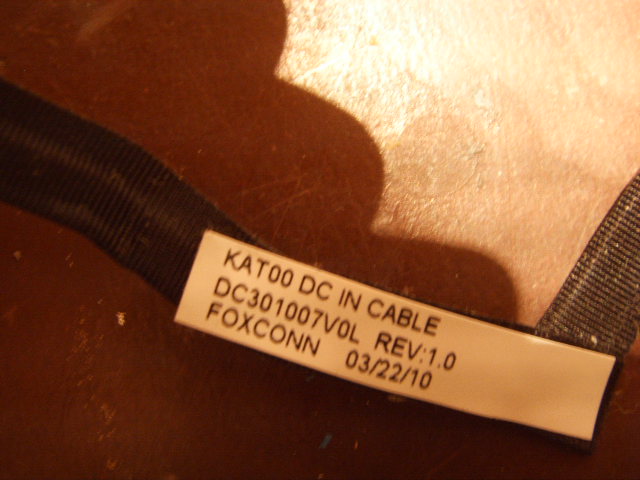 KAT00 DC IN CABLE
DC301007V0L REV:1.0
FOXCONN 03/22/10